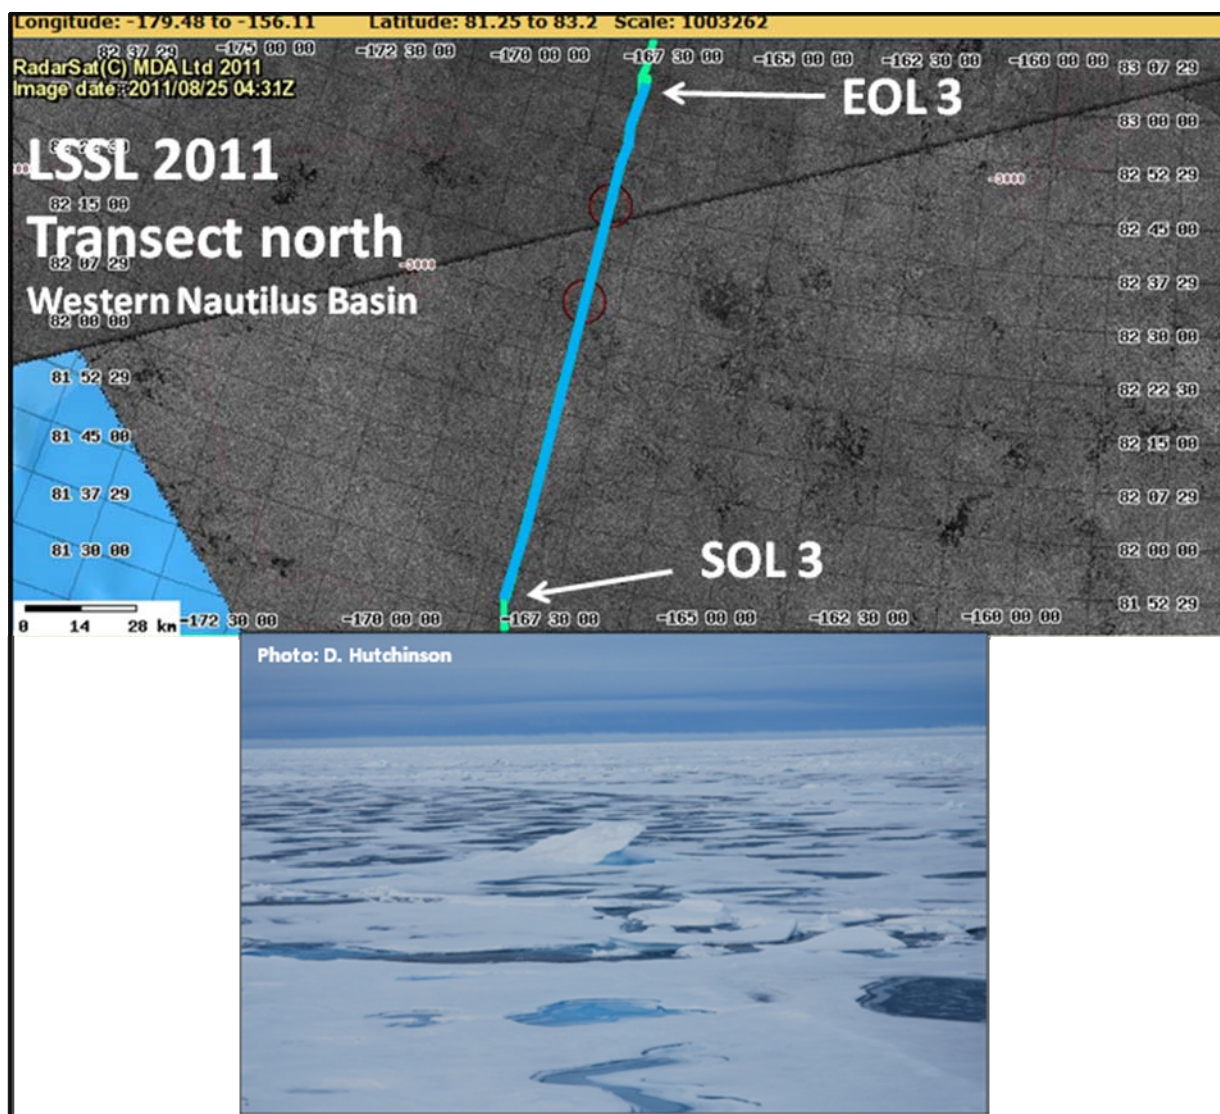 Longitude: -179.48 to -156.11 Latitude: 81.25 to 83.2 Scale: 1003262
82 37 29 -175 00 00 -172 30 00 -170 00 00 -167 30 00 -165 00 00 -162 30 00 -160 00 00 83 07 29
RadarSat(C) MDA Ltd 2011
Image date: 2011/08/25 04:31Z
EOL 3
83 00 00
LSSL 2011
82 52 29
-3000
82 15 00
82 45 00
Transect north
82 07 29
-3000
82 37 29
Western Nautilus Basin
82 00 00
82 30 00
81 52 29
82 22 30
81 45 00
82 15 00
81 37 29
82 07 29
81 30 00
SOL 3
82 00 00
81 52 29
0 14 28 km
-172 30 00 -170 00 00 -167 30 00 -165 00 00 -162 30 00 -160 00 00
Photo: D. Hutchinson